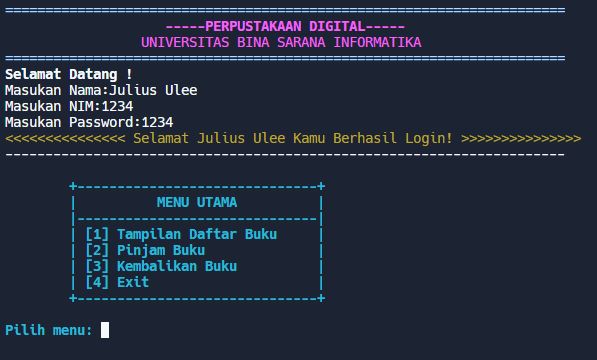 ======================================================================
-----PERPUSTAKAAN DIGITAL-----
UNIVERSITAS BINA SARANA INFORMATIKA
======================================================================
Selamat Datang !
Masukan Nama:Julius Ulee
Masukan NIM:1234
Masukan Password:1234
<<<<<<<<<<<<<<< Selamat Julius Ulee Kamu Berhasil Login! >>>>>>>>>>>>>>>
----------------------------------------------------------------------
+------------------------------+
| MENU UTAMA |
|------------------------------|
| [1] Tampilan Daftar Buku |
| [2] Pinjam Buku |
| [3] Kembalikan Buku |
| [4] Exit |
+------------------------------+
Pilih menu: